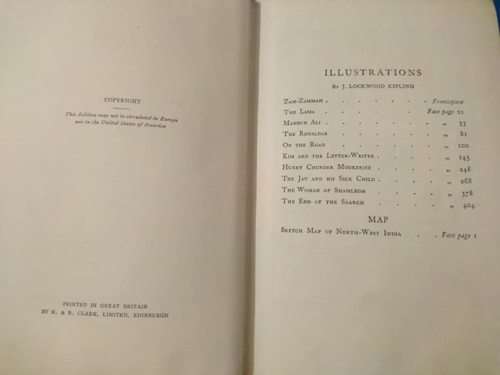 COPYRIGHT
This Edition may not be circulated in Europe
nor in the United States of America
PRINTED IN GREAT BRITAIN
BY R. & R. CLARK, LIMITED, EDINBURGH
ILLUSTRATIONS
BY J. LOCKWOOD KIPLING
ZAM-ZAMMAH . . . . . . Frontispiece
THE LAMA . . . . . . Face page 12
MAHBUB ALI . . . . . . „ 33
THE RESSALDAR . . . . . „ 82
ON THE ROAD . . . . . . „ 100
KIM AND THE LETTER-WRITER . . . „ 145
HURREE CHUNDER MOOKERJEE . . . „ 248
THE JAT AND HIS SICK CHILD . . . „ 268
THE WOMAN OF SHAMLEGH . . . „ 378
THE END OF THE SEARCH . . . . „ 404
MAP
SKETCH MAP OF NORTH-WEST INDIA . . Face page 1